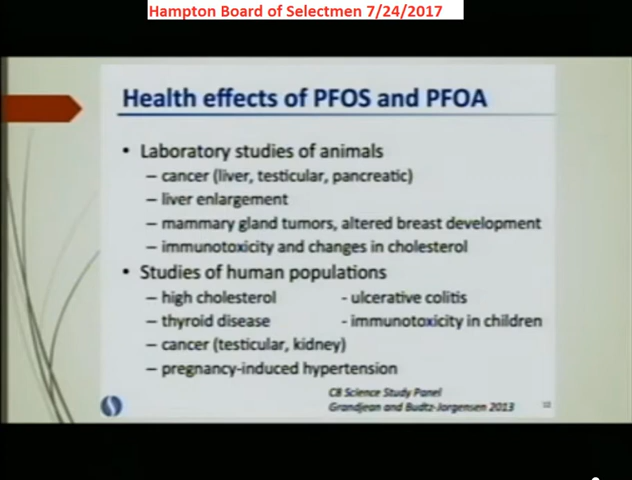 Hampton Board of Selectmen 7/24/2017
Health effects of PFOS and PFOA
• Laboratory studies of animals
– cancer (liver, testicular, pancreatic)
– liver enlargement
– mammary gland tumors, altered breast development
– immunotoxicity and changes in cholesterol
• Studies of human populations
– high cholesterol - ulcerative colitis
– thyroid disease - immunotoxicity in children
– cancer (testicular, kidney)
– pregnancy-induced hypertension
C8 Science Study Panel
Grandjean and Budtz-Jorgensen 2013